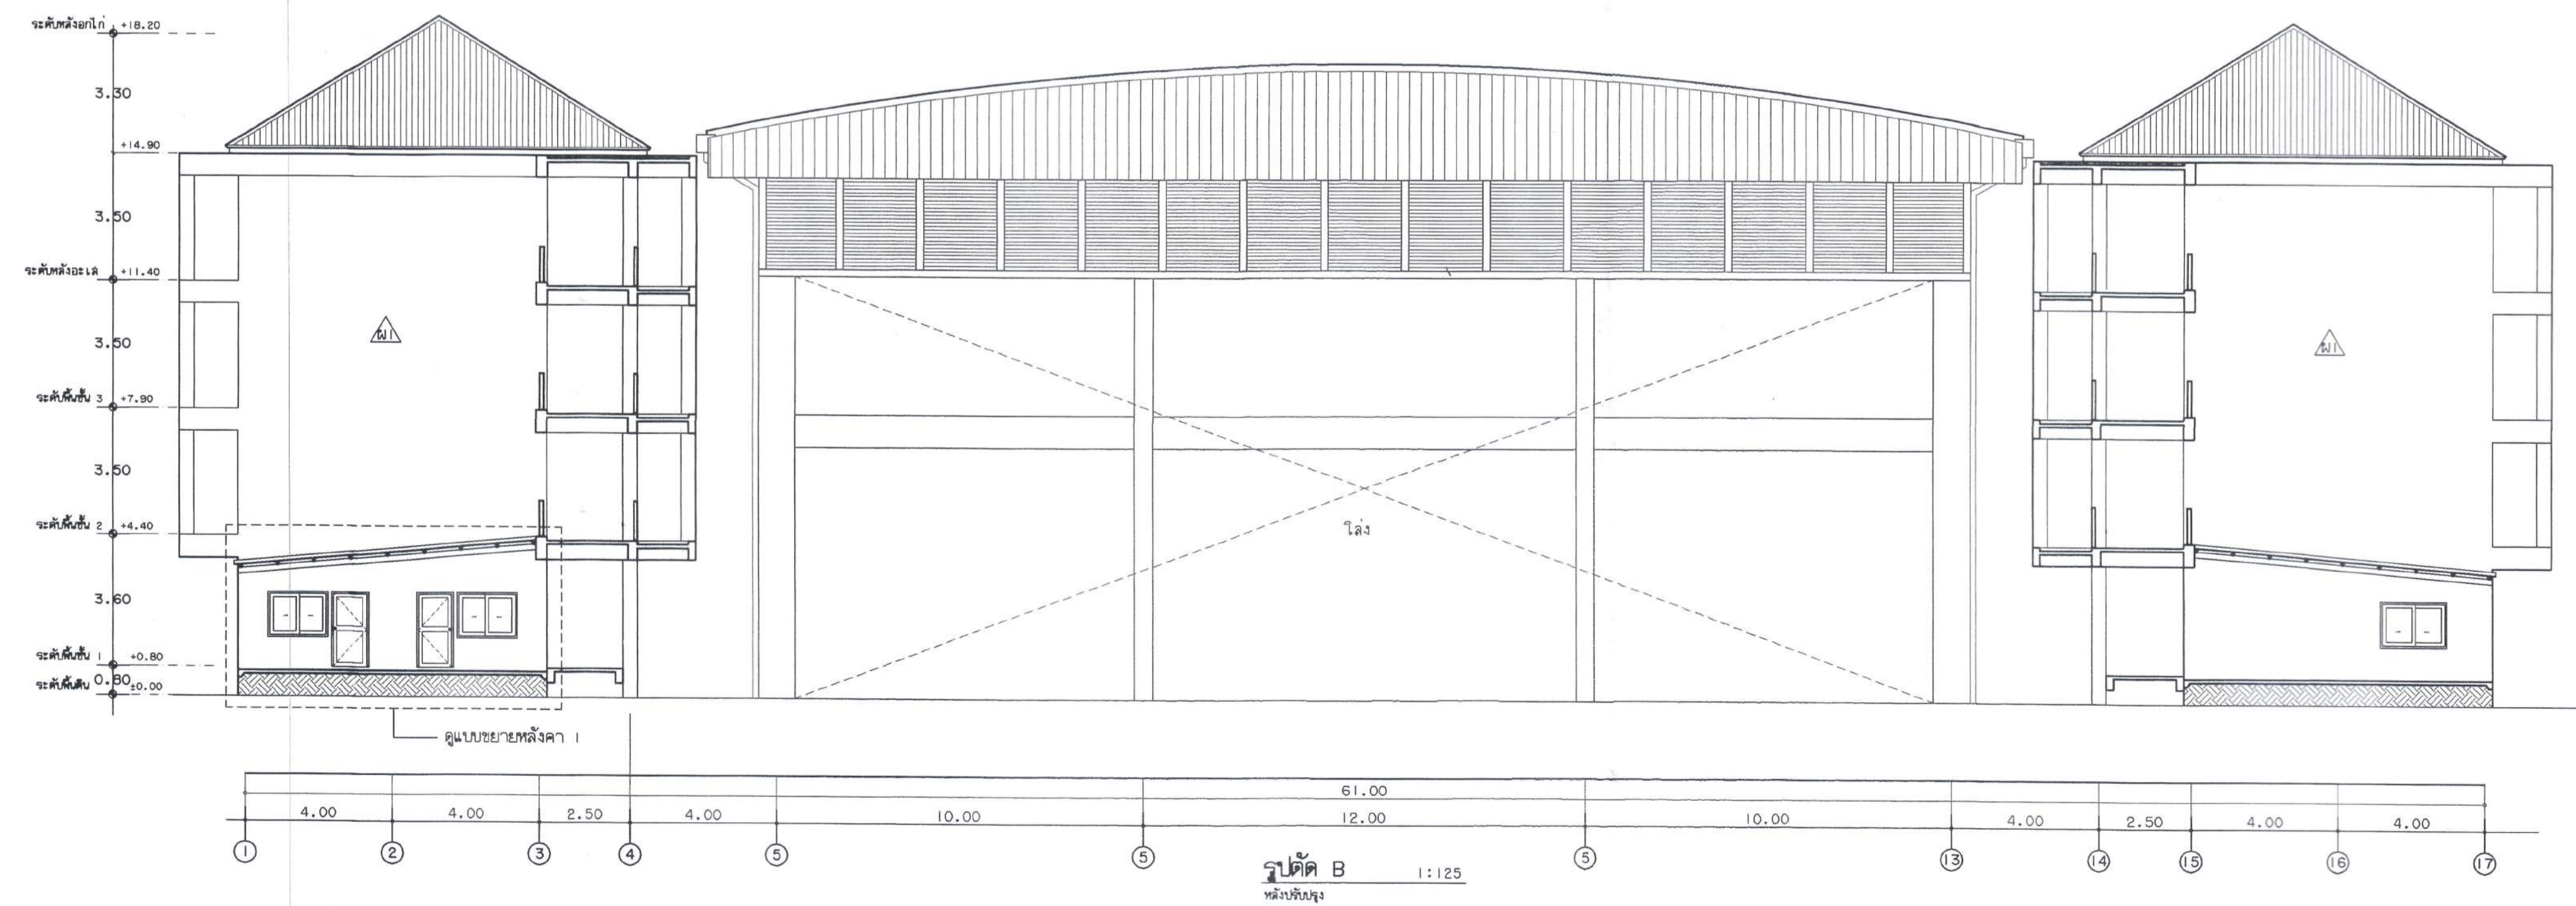 ระดับหลังอกไก่ +18.20
3.30
+14.90
3.50
ระดับหลังอะเส +11.40
3.50
ระดับพื้นชั้น 3 +7.90
3.50
ระดับพื้นชั้น 2 +4.40
3.60
ระดับพื้นชั้น 1 +0.80
0.80
ระดับพื้นดิน ±0.00
ผ1
ผ1
โล่ง
ดูแบบขยายหลังคา 1
61.00
4.00 4.00 2.50 4.00 10.00 12.00 10.00 4.00 2.50 4.00 4.00
1 2 3 4 5 5 5 13 14 15 16 17
รูปตัด B 1:125
หลังปรับปรุง